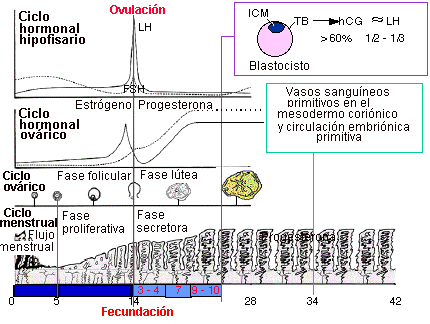 Ovulación
Ciclo
hormonal
hipofisario
LH
FSH
ICM
TB
hCG ≈ LH
>60% 1/2 - 1/3
Blastocisto
Estrógeno Progesterona
Ciclo
hormonal
ovárico
Vasos sanguíneos
primitivos en el
mesodermo coriónico
y circulación embriónica
primitiva
Ciclo
ovárico
Fase folicular
Fase lútea
Ciclo
menstrual
Flujo
menstrual
Fase
proliferativa
Fase
secretora
Progesterona
3 - 4 7 9 - 10
0 5 14 28 34 42
Fecundación